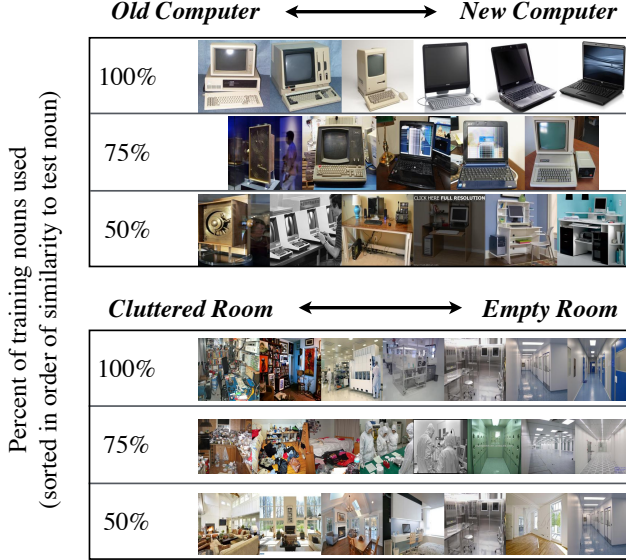 Old Computer
New Computer
100%
75%
50%
CLICK HERE FULL RESOLUTION
Cluttered Room
Empty Room
100%
75%
50%
Percent of training nouns used
(sorted in order of similarity to test noun)